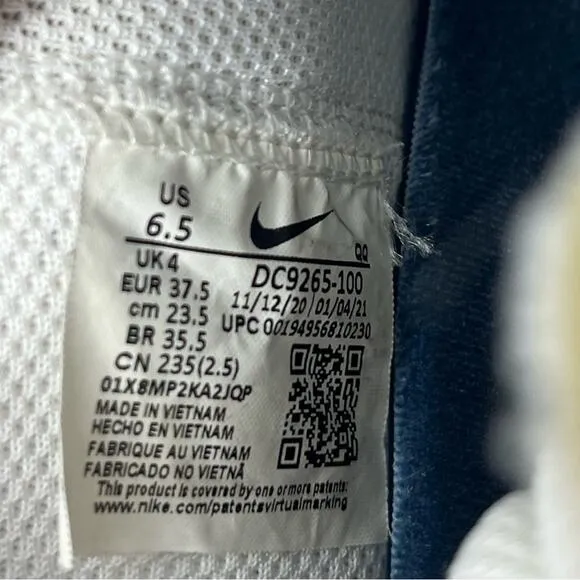 US
6.5
QQ
UK 4
DC9265-100
EUR 37.5
11/12/20 / 01/04/21
cm 23.5
UPC 00194956810230
BR 35.5
CN 235(2.5)
01X8MP2KA2JQP
MADE IN VIETNAM
HECHO EN VIETNAM
FABRIQUE AU VIETNAM
FABRICADO NO VIETNÃ
This product is covered by one or more patents:
www.nike.com/patentsvirtualmarking